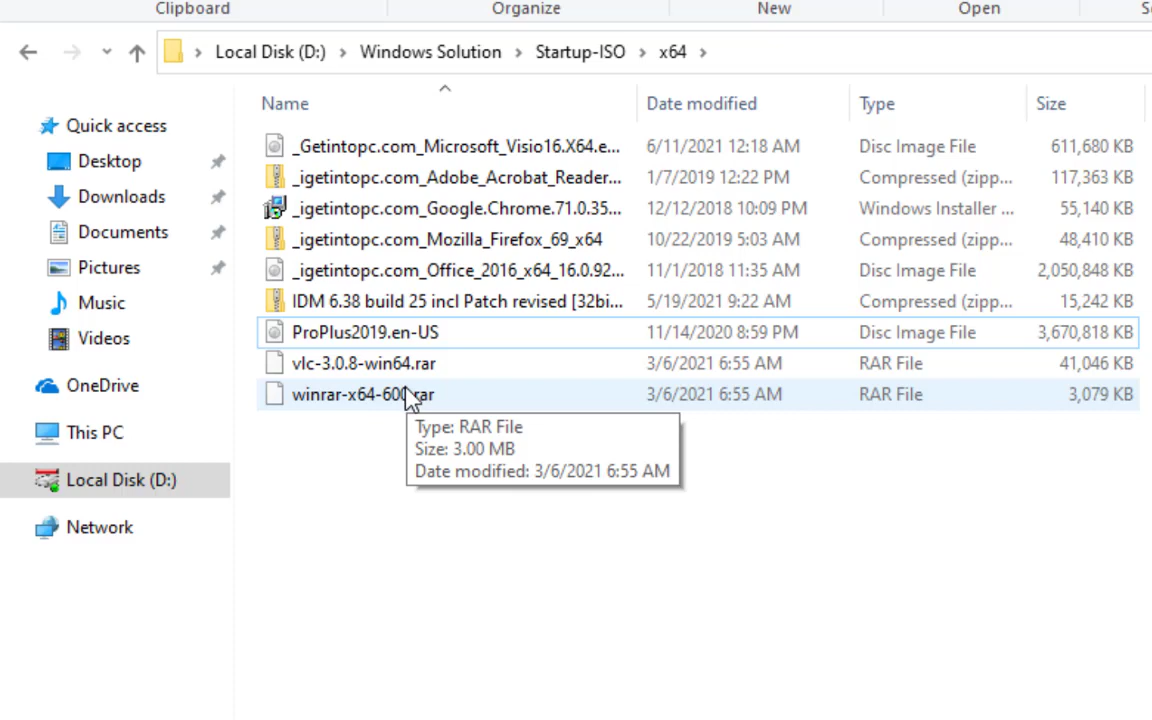 Clipboard Organize New Open
Local Disk (D:) Windows Solution Startup-ISO x64
Name Date modified Type Size
Quick access
Desktop
Downloads
Documents
Pictures
Music
Videos
OneDrive
This PC
Local Disk (D:)
Network
_Getintopc.com_Microsoft_Visio16.X64.e... 6/11/2021 12:18 AM Disc Image File 611,680 KB
_igetintopc.com_Adobe_Acrobat_Reader... 1/7/2019 12:22 PM Compressed (zipp... 117,363 KB
_igetintopc.com_Google.Chrome.71.0.35... 12/12/2018 10:09 PM Windows Installer ... 55,140 KB
_igetintopc.com_Mozilla_Firefox_69_x64 10/22/2019 5:03 AM Compressed (zipp... 48,410 KB
_igetintopc.com_Office_2016_x64_16.0.92... 11/1/2018 11:35 AM Disc Image File 2,050,848 KB
IDM 6.38 build 25 incl Patch revised [32bi... 5/19/2021 9:22 AM Compressed (zipp... 15,242 KB
ProPlus2019.en-US 11/14/2020 8:59 PM Disc Image File 3,670,818 KB
vlc-3.0.8-win64.rar 3/6/2021 6:55 AM RAR File 41,046 KB
winrar-x64-600.rar 3/6/2021 6:55 AM RAR File 3,079 KB
Type: RAR File
Size: 3.00 MB
Date modified: 3/6/2021 6:55 AM